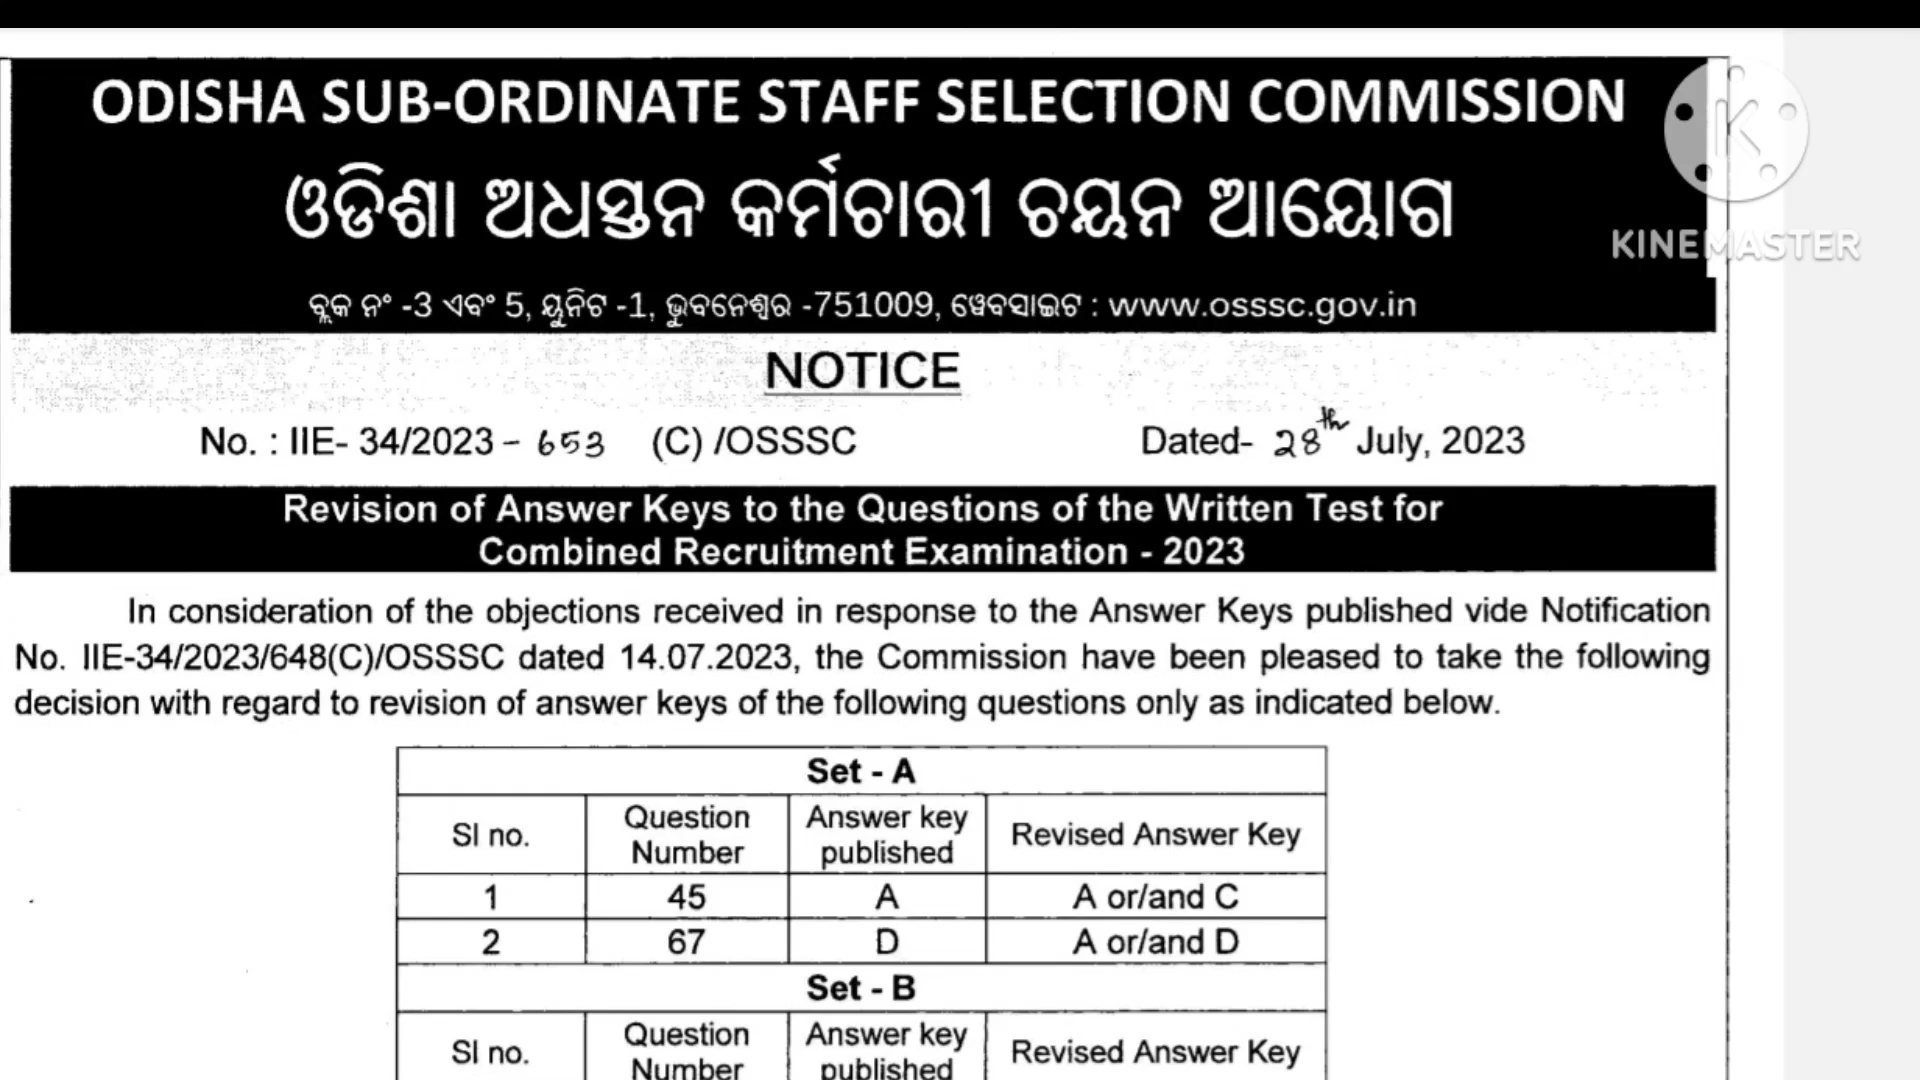 ODISHA SUB-ORDINATE STAFF SELECTION COMMISSION
ଓଡିଶା ଅଧସ୍ତନ କର୍ମଚାରୀ ଚୟନ ଆୟୋଗ
K
KINEMASTER
ବ୍ଲକ ନଂ -3 ଏବଂ 5, ୟୁନିଟ -1, ଭୁବନେଶ୍ୱର -751009, ୱେବସାଇଟ : www.osssc.gov.in
NOTICE
No. : IIE- 34/2023 - 653 (C) /OSSSC Dated- 28th July, 2023
Revision of Answer Keys to the Questions of the Written Test for
Combined Recruitment Examination - 2023
In consideration of the objections received in response to the Answer Keys published vide Notification
No. IIE-34/2023/648(C)/OSSSC dated 14.07.2023, the Commission have been pleased to take the following
decision with regard to revision of answer keys of the following questions only as indicated below.
Set - A
Sl no. Question Number Answer key published Revised Answer Key
1 45 A A or/and C
2 67 D A or/and D
Set - B
Sl no. Question Number Answer key published Revised Answer Key